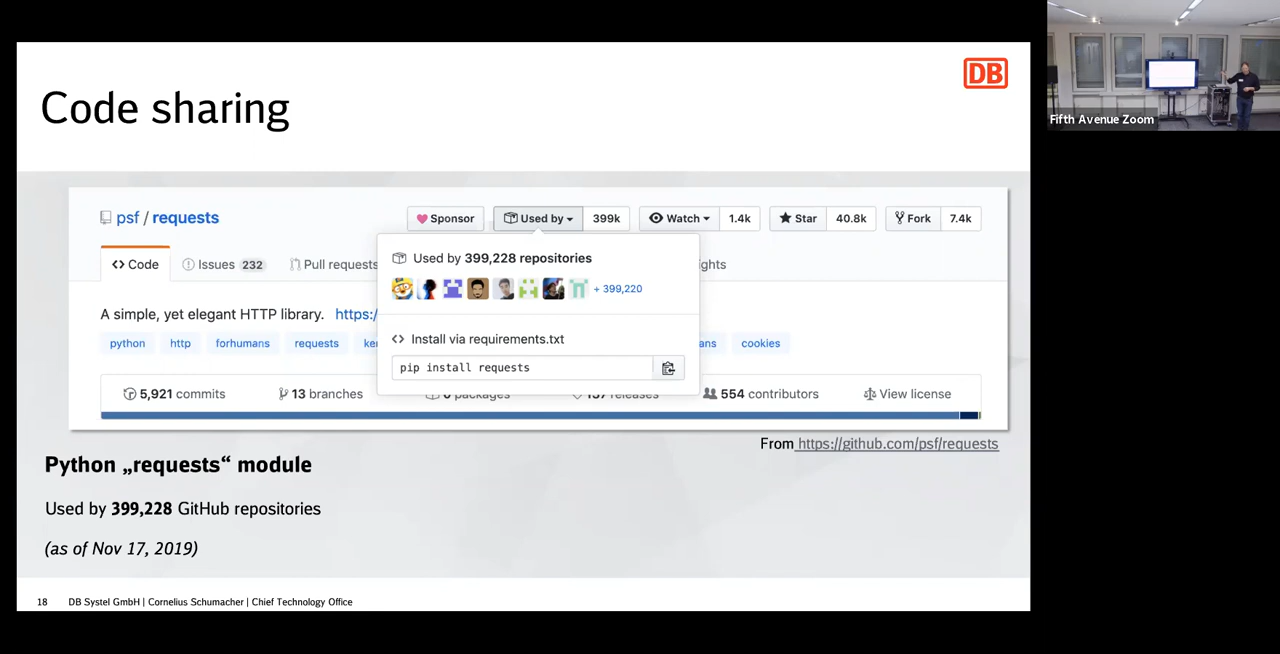 DB
Code sharing
psf / requests
Sponsor
Used by
399k
Watch
1.4k
Star
40.8k
Fork
7.4k
Code
Issues 232
Pull requests
ghts
Used by 399,228 repositories
+ 399,220
A simple, yet elegant HTTP library. https:/
Install via requirements.txt
python
http
forhumans
requests
cookies
pip install requests
5,921 commits
13 branches
554 contributors
View license
From https://github.com/psf/requests
Python „requests“ module
Used by 399,228 GitHub repositories
(as of Nov 17, 2019)
18 DB Systel GmbH | Cornelius Schumacher | Chief Technology Office
Fifth Avenue Zoom